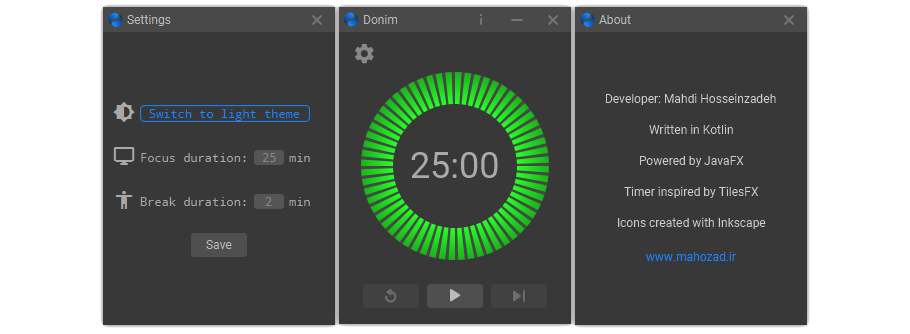 Settings
Switch to light theme
Focus duration: 25 min
Break duration: 2 min
Save
Donim
25:00
About
Developer: Mahdi Hosseinzadeh
Written in Kotlin
Powered by JavaFX
Timer inspired by TilesFX
Icons created with Inkscape
www.mahozad.ir